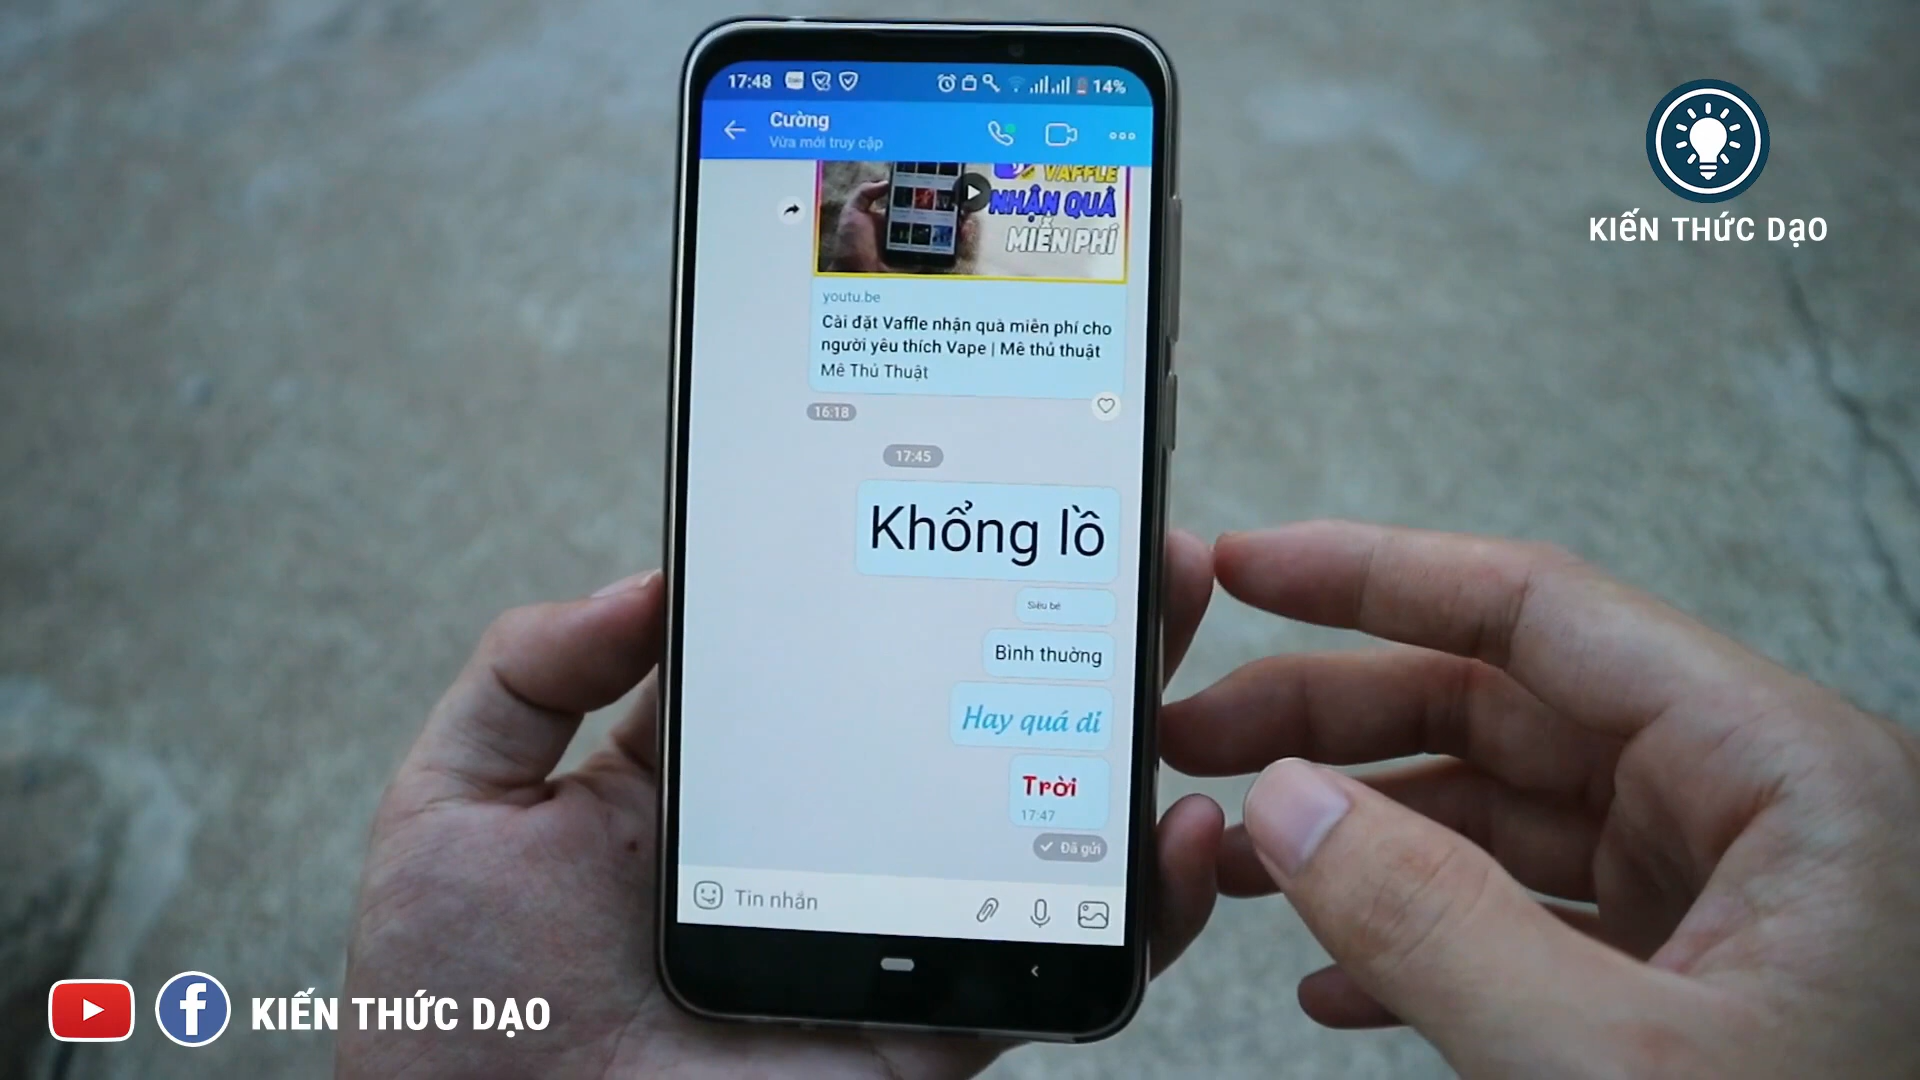 17:48
14%
Cường
Vừa mới truy cập
VAFFLE
NHẬN QUÀ
MIỄN PHÍ
youtu.be
Cài đặt Vaffle nhận quà miễn phí cho
người yêu thích Vape | Mê thủ thuật
Mê Thủ Thuật
16:18
17:45
Khổng lồ
Siêu bé
Bình thường
Hay quá đi
Trời
17:47
Đã gửi
Tin nhắn
KIẾN THỨC DẠO
KIẾN THỨC DẠO